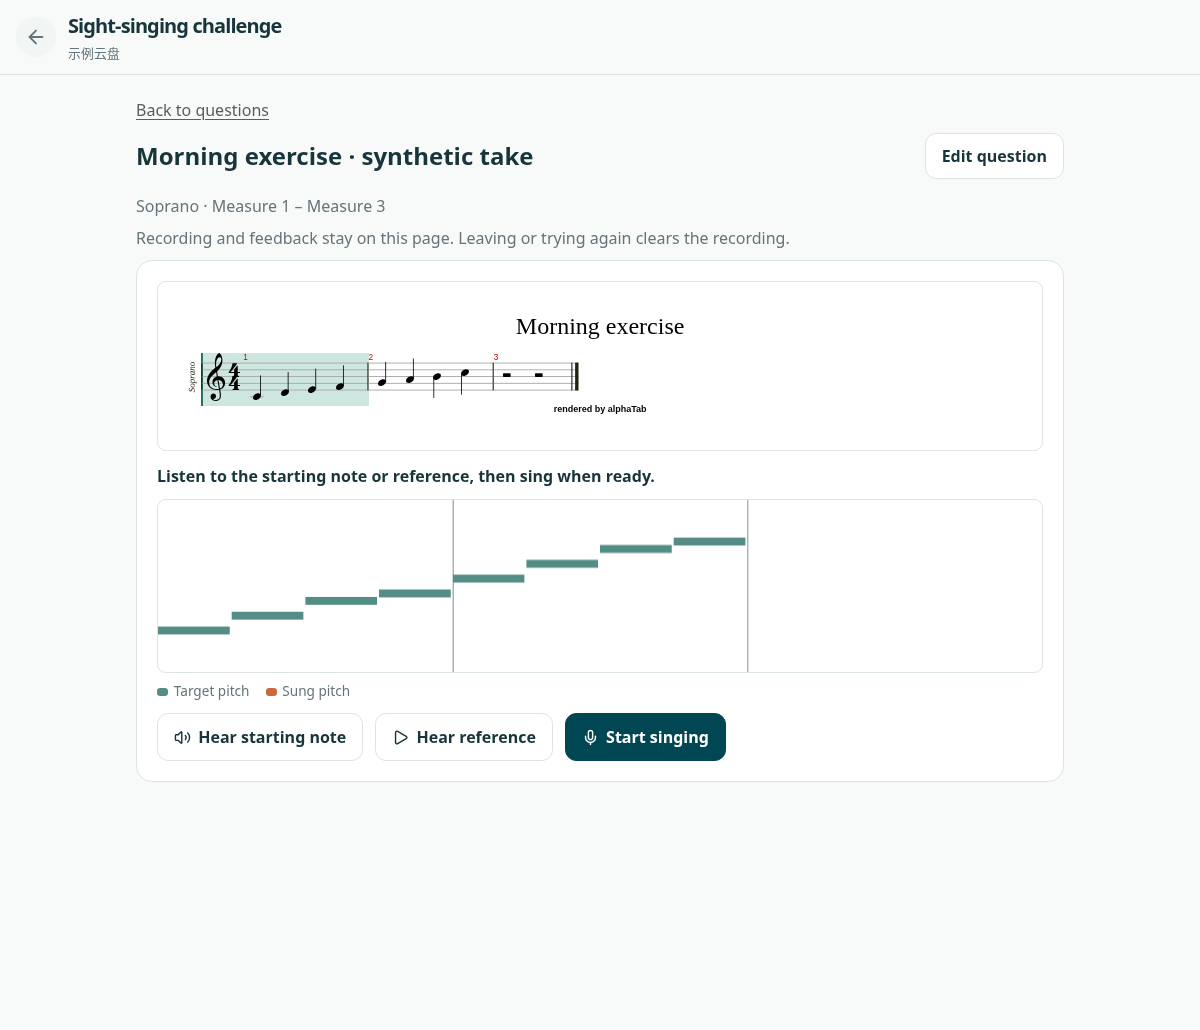 Sight-singing challenge
示例云盘
Back to questions
Morning exercise · synthetic take
Edit question
Soprano · Measure 1 – Measure 3
Recording and feedback stay on this page. Leaving or trying again clears the recording.
Morning exercise
Soprano
1
2
3
4
4
rendered by alphaTab
Listen to the starting note or reference, then sing when ready.
Target pitch
Sung pitch
Hear starting note
Hear reference
Start singing